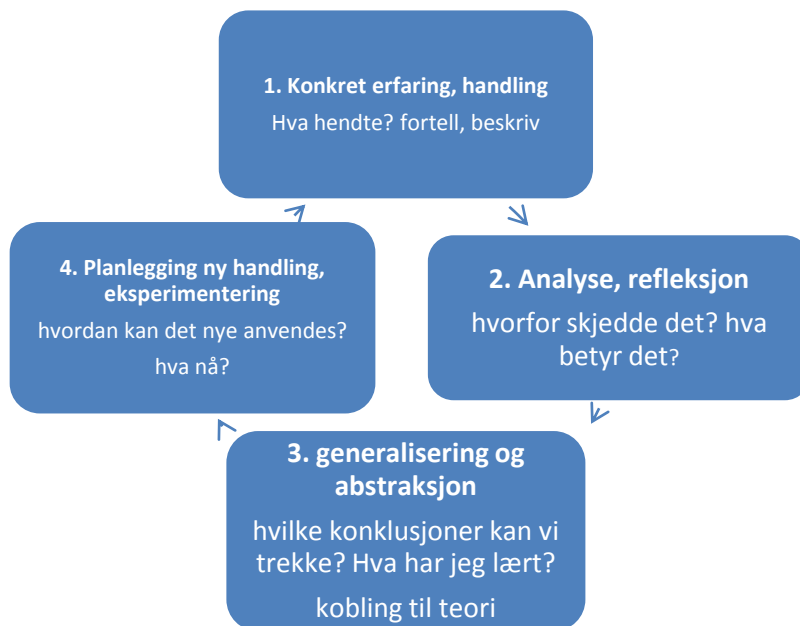 1. Konkret erfaring, handling
Hva hendte? fortell, beskriv
2. Analyse, refleksjon
hvorfor skjedde det? hva
betyr det?
3. generalisering og
abstraksjon
hvilke konklusjoner kan vi
trekke? Hva har jeg lært?
kobling til teori
4. Planlegging ny handling,
eksperimentering
hvordan kan det nye anvendes?
hva nå?